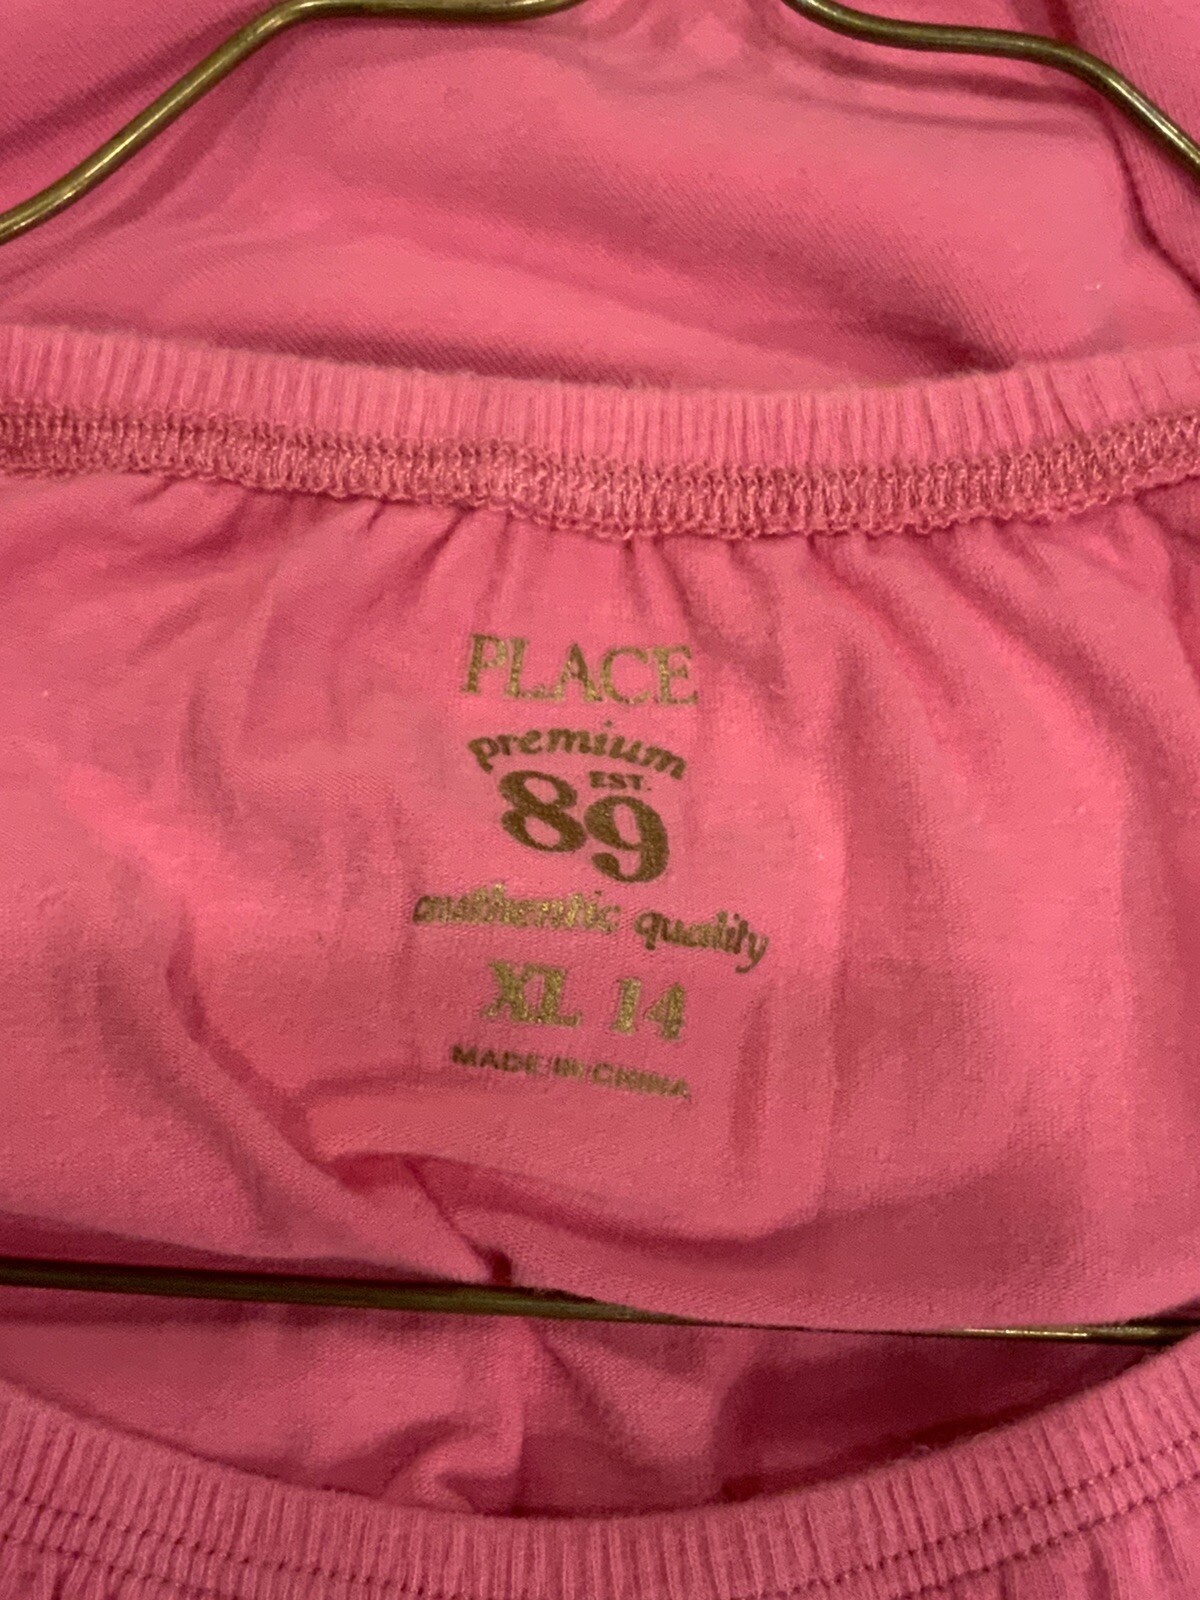 PLACE
premium
EST.
89
authentic quality
XL 14
MADE IN CHINA